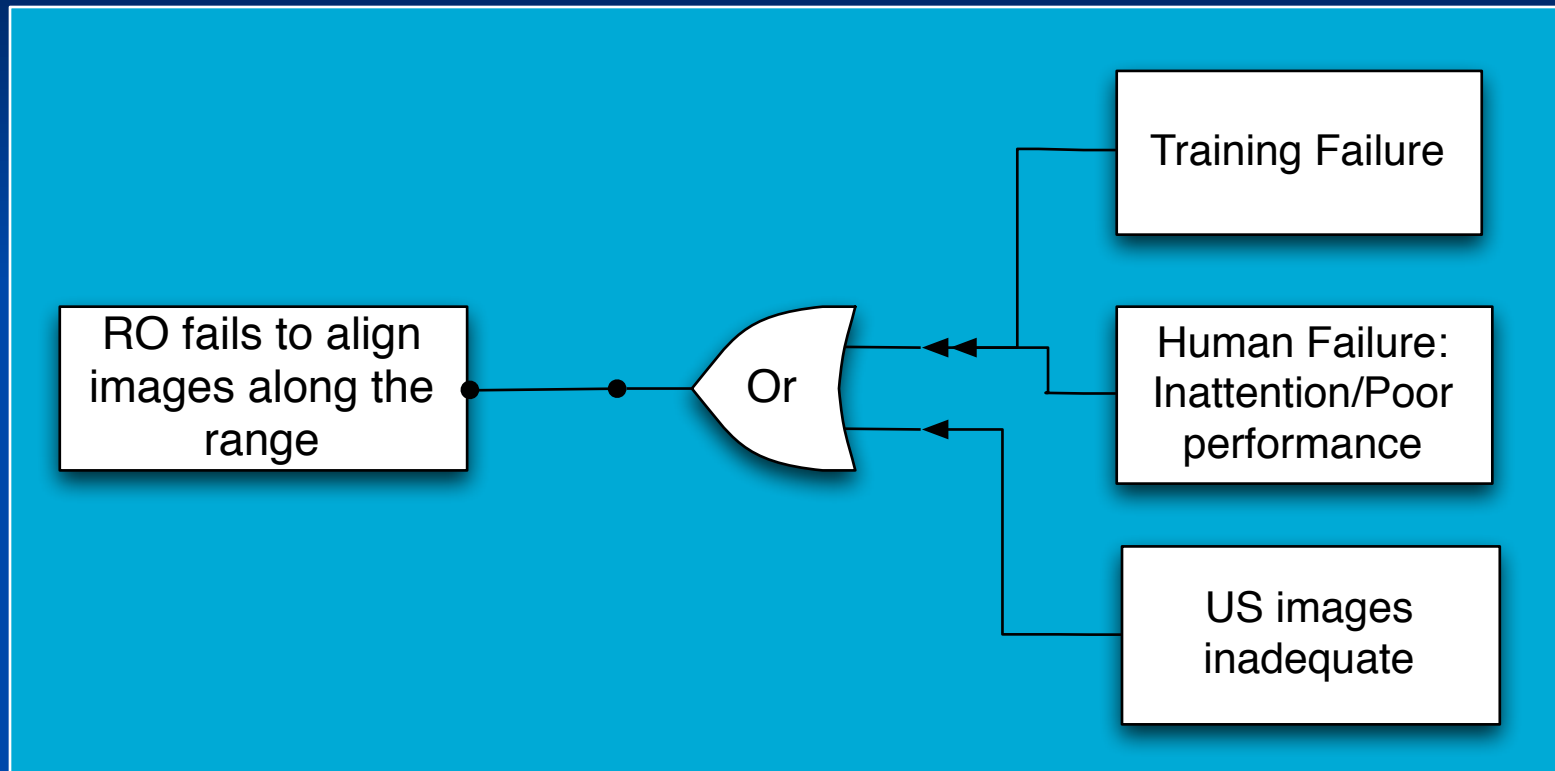 Training Failure
RO fails to align
images along the
range
Or
Human Failure:
Inattention/Poor
performance
US images
inadequate